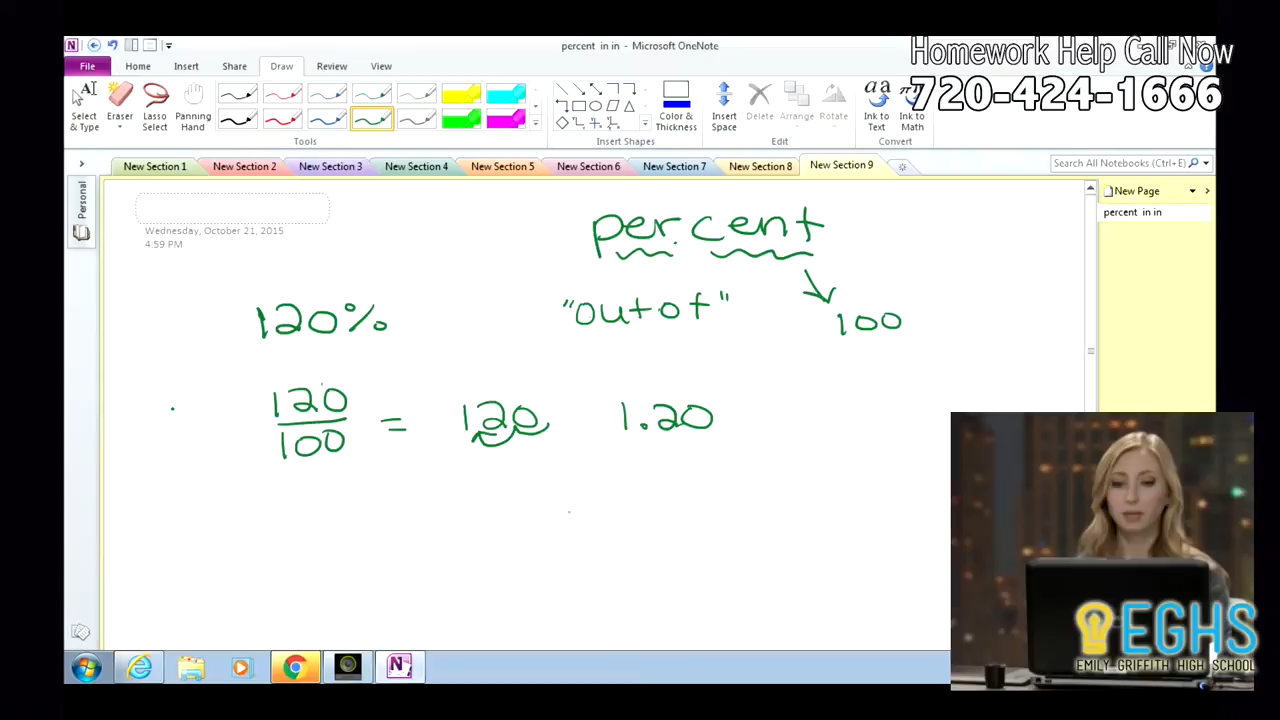 percent in in - Microsoft OneNote
Homework Help Call Now
720-424-1666
File Home Insert Share Draw Review View
Select & Type
Eraser
Lasso Select
Panning Hand
Color & Thickness
Insert Space
Delete
Arrange
Rotate
Ink to Text
Ink to Math
Tools
Insert Shapes
Edit
Convert
New Section 1 New Section 2 New Section 3 New Section 4 New Section 5 New Section 6 New Section 7 New Section 8 New Section 9
Search All Notebooks (Ctrl+E)
Personal
New Page
percent in in
Wednesday, October 21, 2015
4:59 PM
percent
120%
"out of"
100
120
100
= 120 1.20
EGHS
EMILY GRIFFITH HIGH SCHOOL